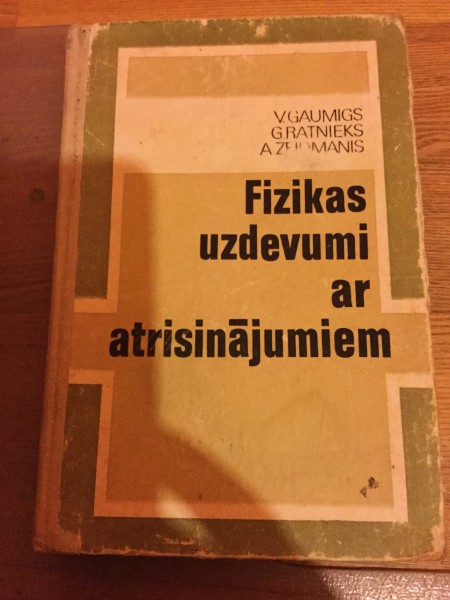 V.GAUMIGS
G.RATNIEKS
A
Fizikas
uzdevumi
ar
atrisinājumiem